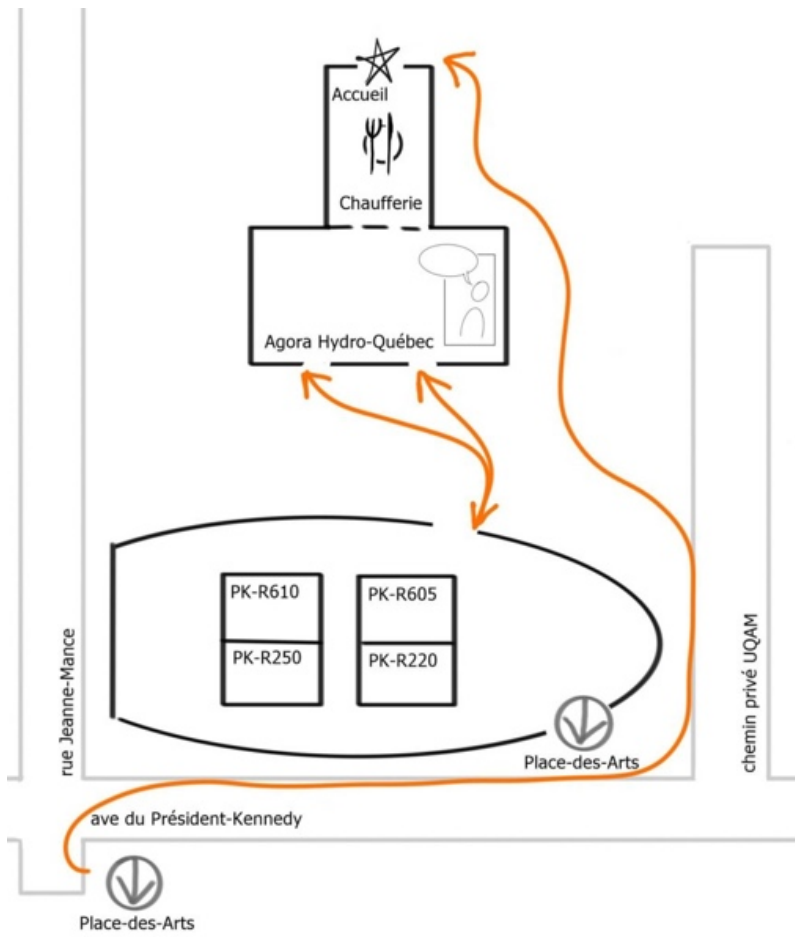 Accueil
Chaufferie
Agora Hydro-Québec
PK-R610
PK-R605
PK-R250
PK-R220
rue Jeanne-Mance
chemin privé UQAM
Place-des-Arts
ave du Président-Kennedy
Place-des-Arts